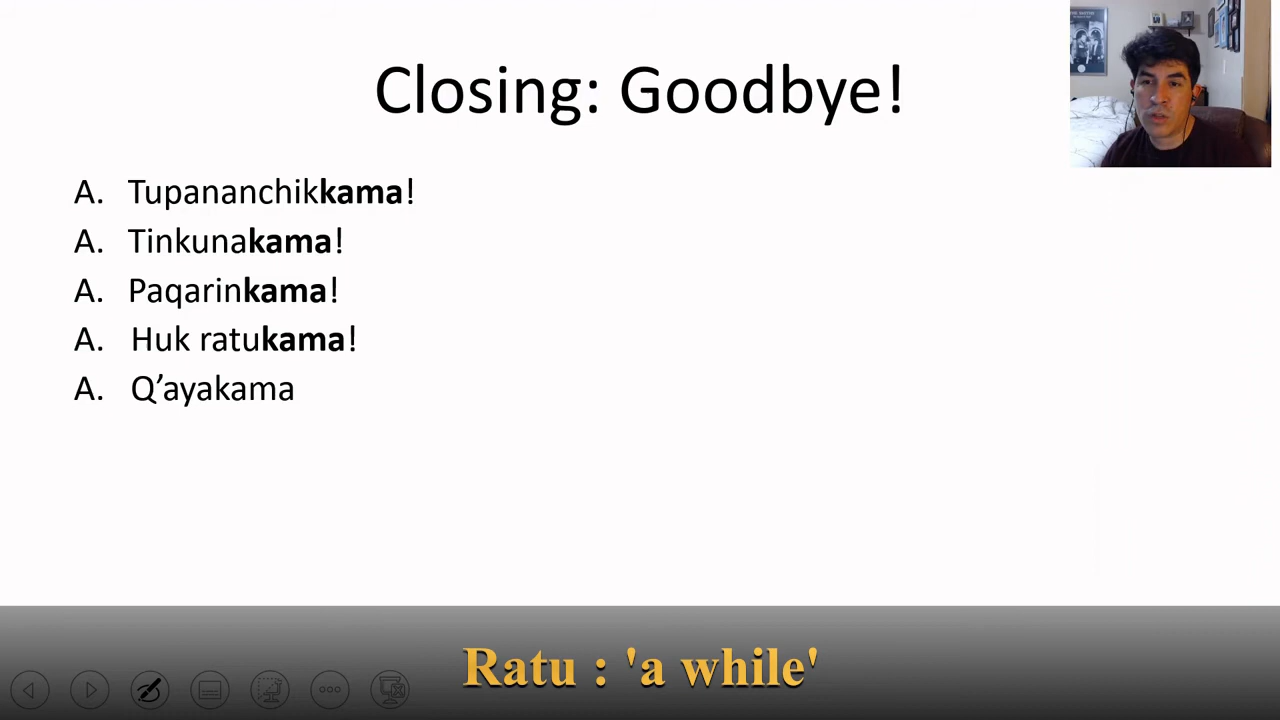 Closing: Goodbye!
A. Tupananchikkama!
A. Tinkunakama!
A. Paqarinkama!
A. Huk ratukama!
A. Q’ayakama
Ratu : 'a while'